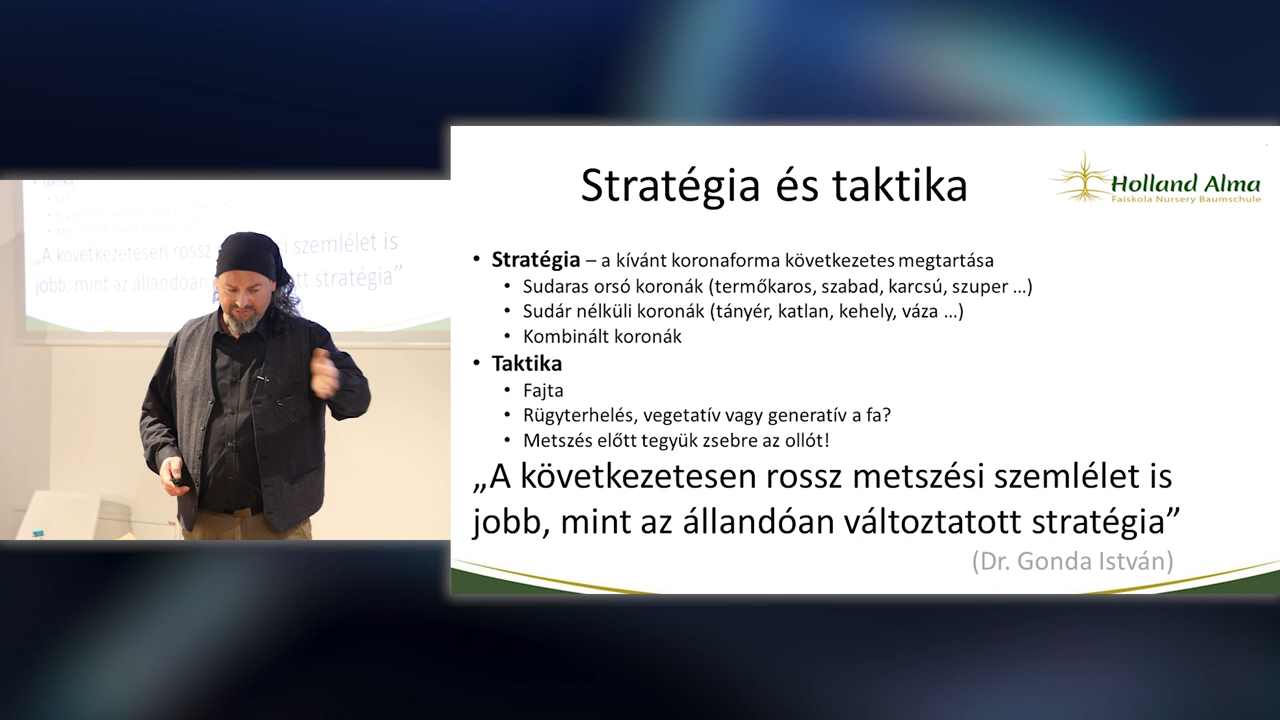 Taktika
„A következetesen rossz szemlélet is
jobb, mint az állandóan stratégia”
Stratégia és taktika
Holland Alma
Faiskola Nursery Baumschule
• Stratégia – a kívánt koronaforma következetes megtartása
• Sudaras orsó koronák (termőkaros, szabad, karcsú, szuper ...)
• Sudár nélküli koronák (tányér, katlan, kehely, váza ...)
• Kombinált koronák
• Taktika
• Fajta
• Rügyterhelés, vegetatív vagy generatív a fa?
• Metszés előtt tegyük zsebre az ollót!
„A következetesen rossz metszési szemlélet is
jobb, mint az állandóan változtatott stratégia”
(Dr. Gonda István)